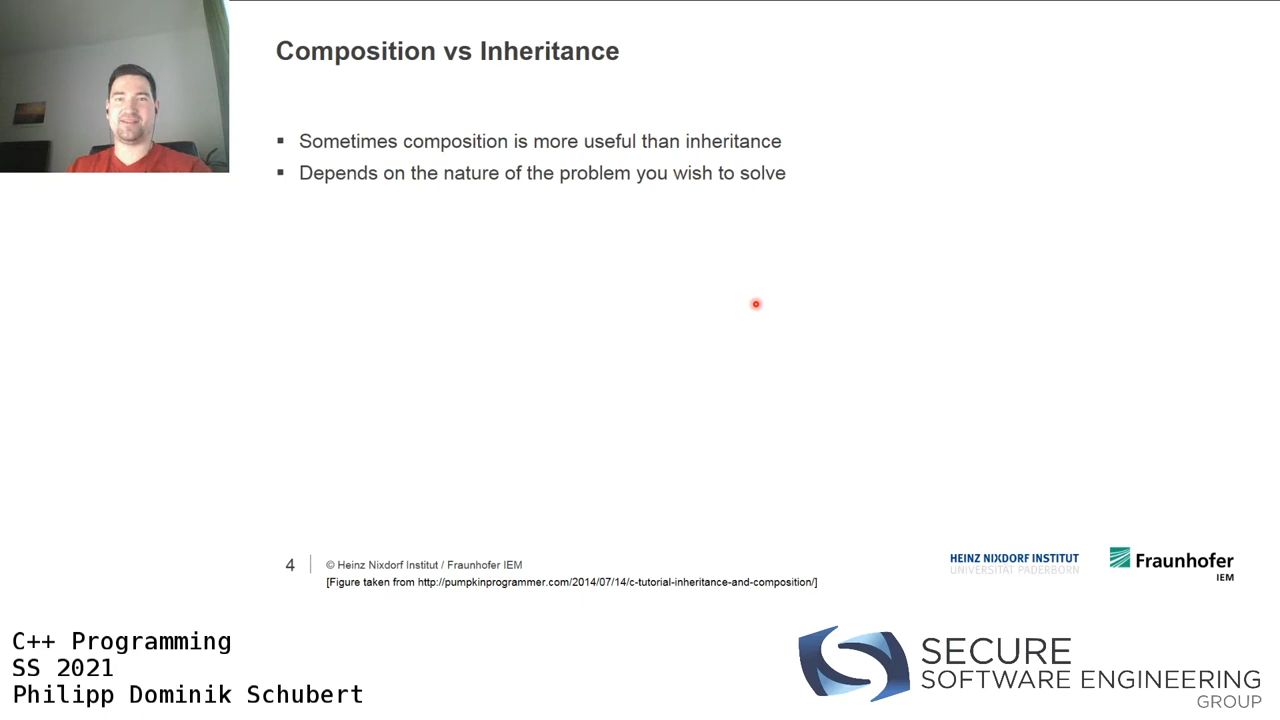 Composition vs Inheritance
▪ Sometimes composition is more useful than inheritance
▪ Depends on the nature of the problem you wish to solve
4
© Heinz Nixdorf Institut / Fraunhofer IEM
[Figure taken from http://pumpkinprogrammer.com/2014/07/14/c-tutorial-inheritance-and-composition/]
HEINZ NIXDORF INSTITUT
UNIVERSITÄT PADERBORN
Fraunhofer
IEM
C++ Programming
SS 2021
Philipp Dominik Schubert
SECURE
SOFTWARE ENGINEERING
GROUP